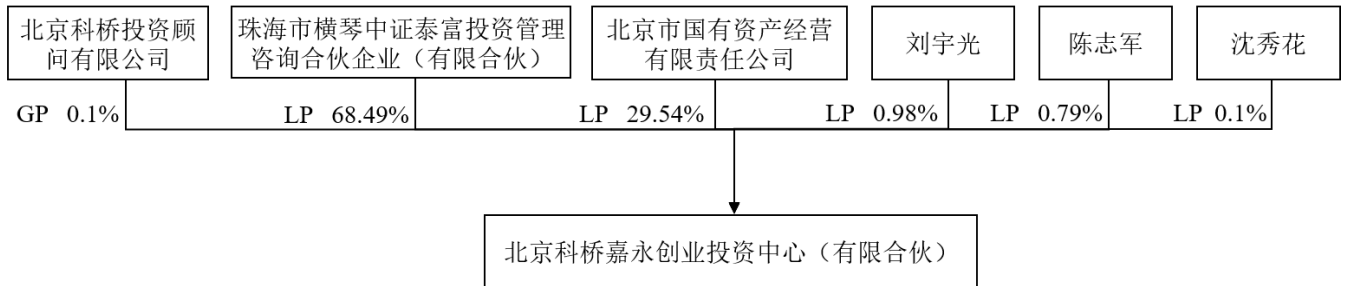 北京科桥投资顾
问有限公司
珠海市横琴中证泰富投资管理
咨询合伙企业（有限合伙）
北京市国有资产经营
有限责任公司
刘宇光
陈志军
沈秀花
GP 0.1%
LP 68.49%
LP 29.54%
LP 0.98%
LP 0.79%
LP 0.1%
北京科桥嘉永创业投资中心（有限合伙）